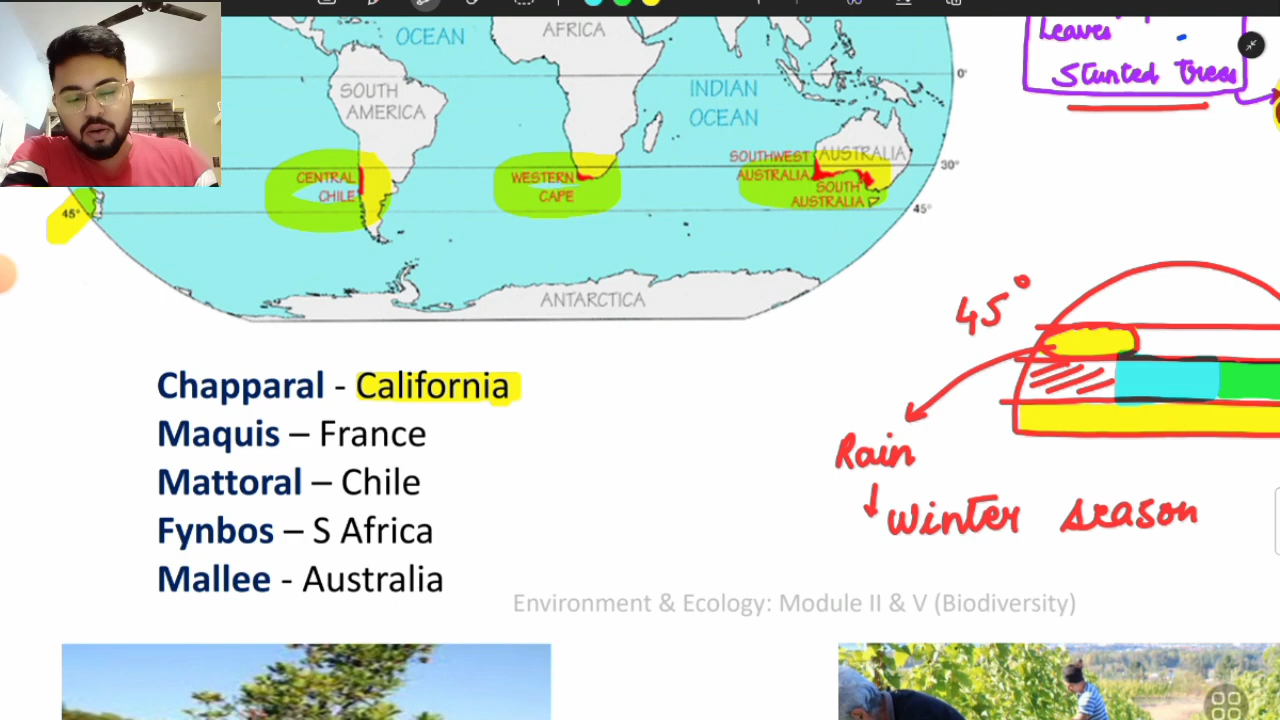 OCEAN
AFRICA
Leaves
0°
Stunted trees
SOUTH
AMERICA
INDIAN
OCEAN
SOUTHWEST
AUSTRALIA
AUSTRALIA
30°
CENTRAL
CHILE
WESTERN
CAPE
SOUTH
AUSTRALIA
45°
45°
ANTARCTICA
45°
Chapparal - California
Maquis – France
Mattoral – Chile
Fynbos – S Africa
Mallee - Australia
Rain
Winter season
Environment & Ecology: Module II & V (Biodiversity)